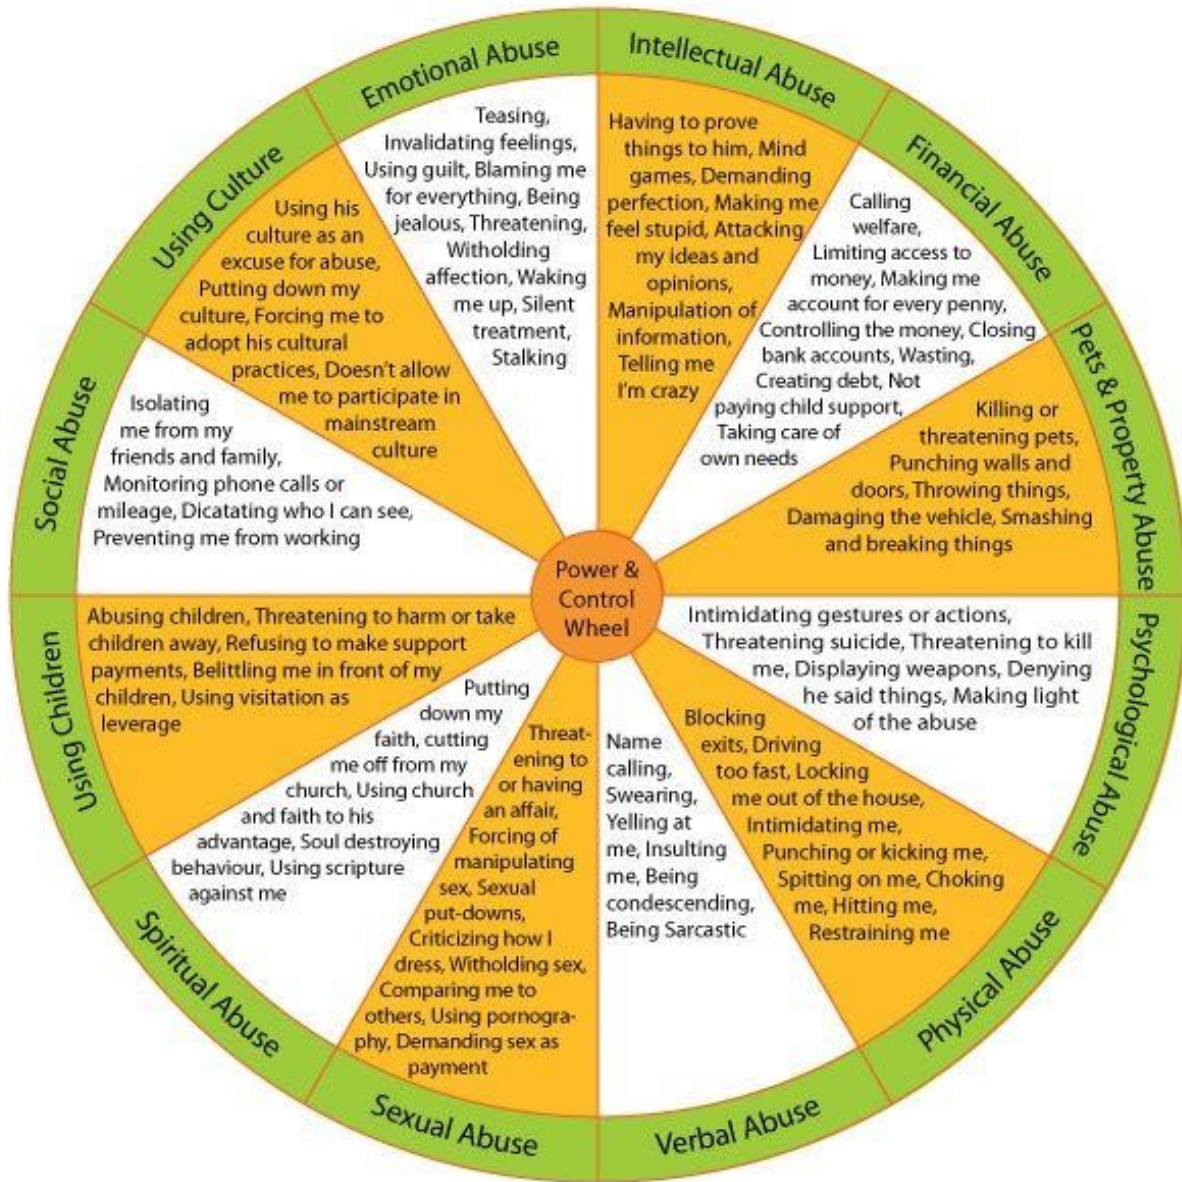 Emotional Abuse
Teasing,
Invalidating feelings,
Using guilt, Blaming me
for everything, Being
jealous, Threatening,
Witholding
affection, Waking
me up, Silent
treatment,
Stalking
Intellectual Abuse
Having to prove
things to him, Mind
games, Demanding
perfection, Making me
feel stupid, Attacking
my ideas and
opinions,
Manipulation of
information,
Telling me
I'm crazy
Financial Abuse
Calling
welfare,
Limiting access to
money, Making me
account for every penny,
Controlling the money, Closing
bank accounts, Wasting,
Creating debt, Not
paying child support,
Taking care of
own needs
Pets & Property Abuse
Killing or
threatening pets,
Punching walls and
doors, Throwing things,
Damaging the vehicle, Smashing
and breaking things
Psychological Abuse
Intimidating gestures or actions,
Threatening suicide, Threatening to kill
me, Displaying weapons, Denying
he said things, Making light
of the abuse
Physical Abuse
Blocking
exits, Driving
too fast, Locking
me out of the house,
Intimidating me,
Punching or kicking me,
Spitting on me, Choking
me, Hitting me,
Restraining me
Verbal Abuse
Name
calling,
Swearing,
Yelling at
me, Insulting
me, Being
condescending,
Being Sarcastic
Sexual Abuse
Threat-
ening to
or having
an affair,
Forcing of
manipulating
sex, Sexual
put-downs,
Criticizing how I
dress, Witholding sex,
Comparing me to
others, Using pornogra-
phy, Demanding sex as
payment
Spiritual Abuse
Putting
down my
faith, cutting
me off from my
church, Using church
and faith to his
advantage, Soul destroying
behaviour, Using scripture
against me
Using Children
Abusing children, Threatening to harm or take
children away, Refusing to make support
payments, Belittling me in front of my
children, Using visitation as
leverage
Social Abuse
Isolating
me from my
friends and family,
Monitoring phone calls or
mileage, Dicatating who I can see,
Preventing me from working
Using Culture
Using his
culture as an
excuse for abuse,
Putting down my
culture, Forcing me to
adopt his cultural
practices, Doesn't allow
me to participate in
mainstream
culture
Power &
Control
Wheel